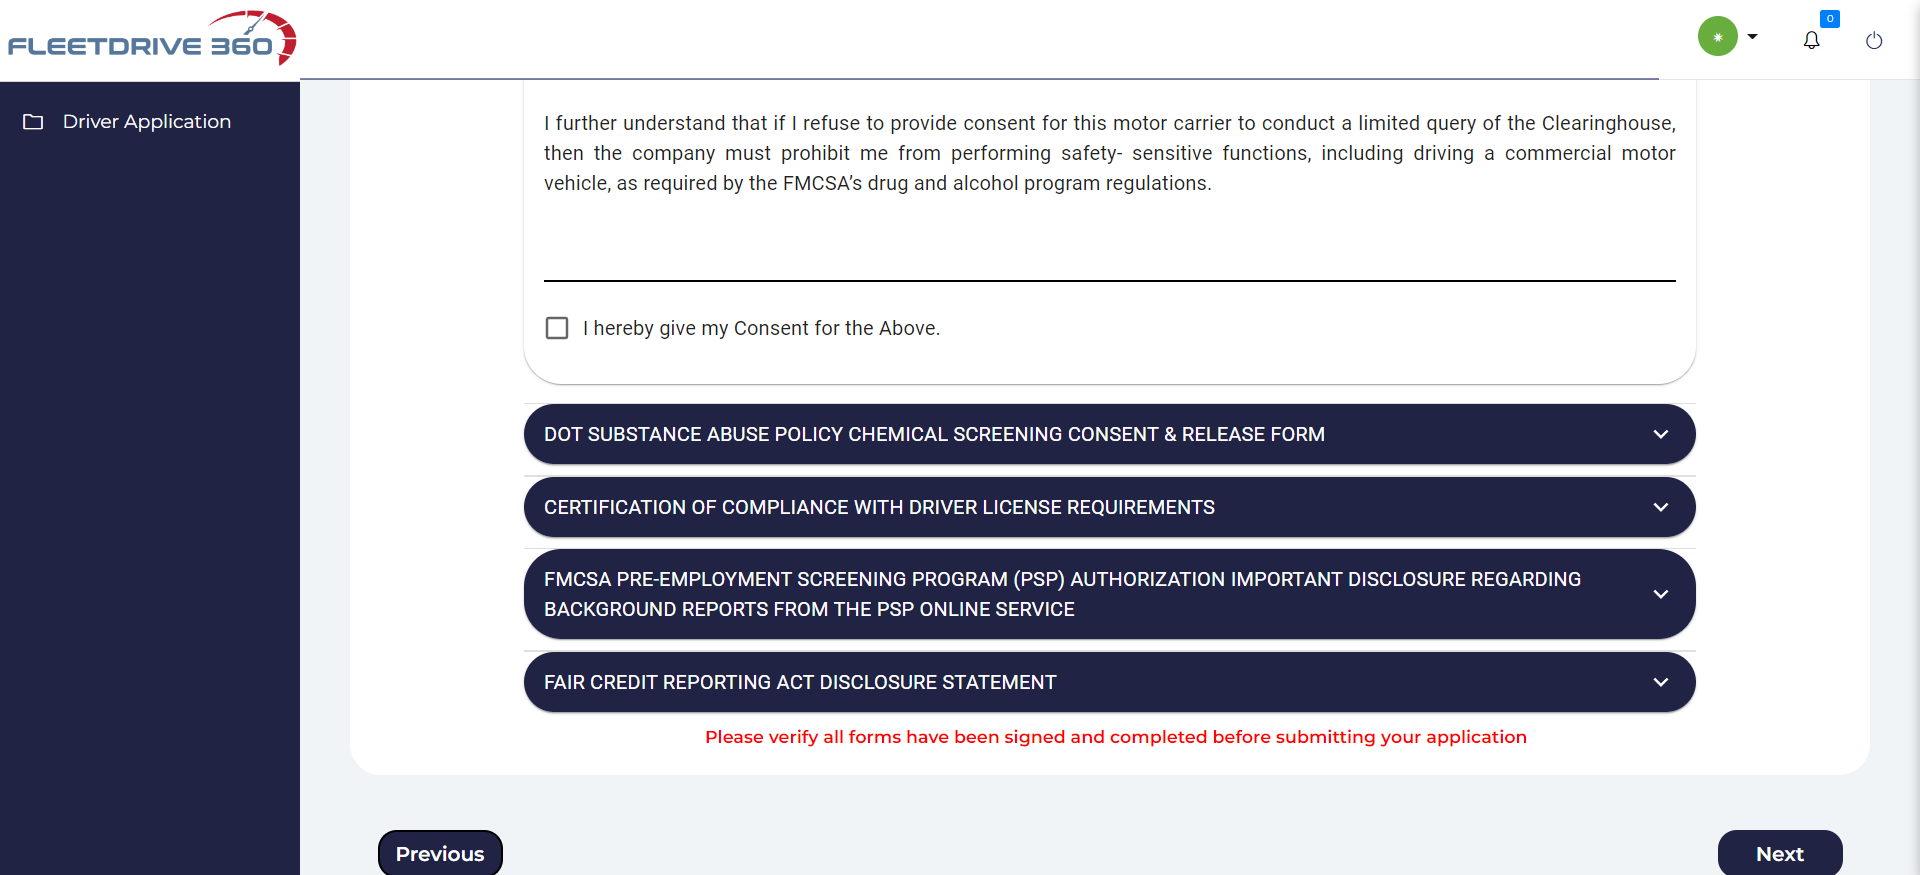 FLEETDRIVE 360
0
Driver Application
I further understand that if I refuse to provide consent for this motor carrier to conduct a limited query of the Clearinghouse,
then the company must prohibit me from performing safety- sensitive functions, including driving a commercial motor
vehicle, as required by the FMCSA’s drug and alcohol program regulations.
I hereby give my Consent for the Above.
DOT SUBSTANCE ABUSE POLICY CHEMICAL SCREENING CONSENT & RELEASE FORM
CERTIFICATION OF COMPLIANCE WITH DRIVER LICENSE REQUIREMENTS
FMCSA PRE-EMPLOYMENT SCREENING PROGRAM (PSP) AUTHORIZATION IMPORTANT DISCLOSURE REGARDING
BACKGROUND REPORTS FROM THE PSP ONLINE SERVICE
FAIR CREDIT REPORTING ACT DISCLOSURE STATEMENT
Please verify all forms have been signed and completed before submitting your application
Previous
Next